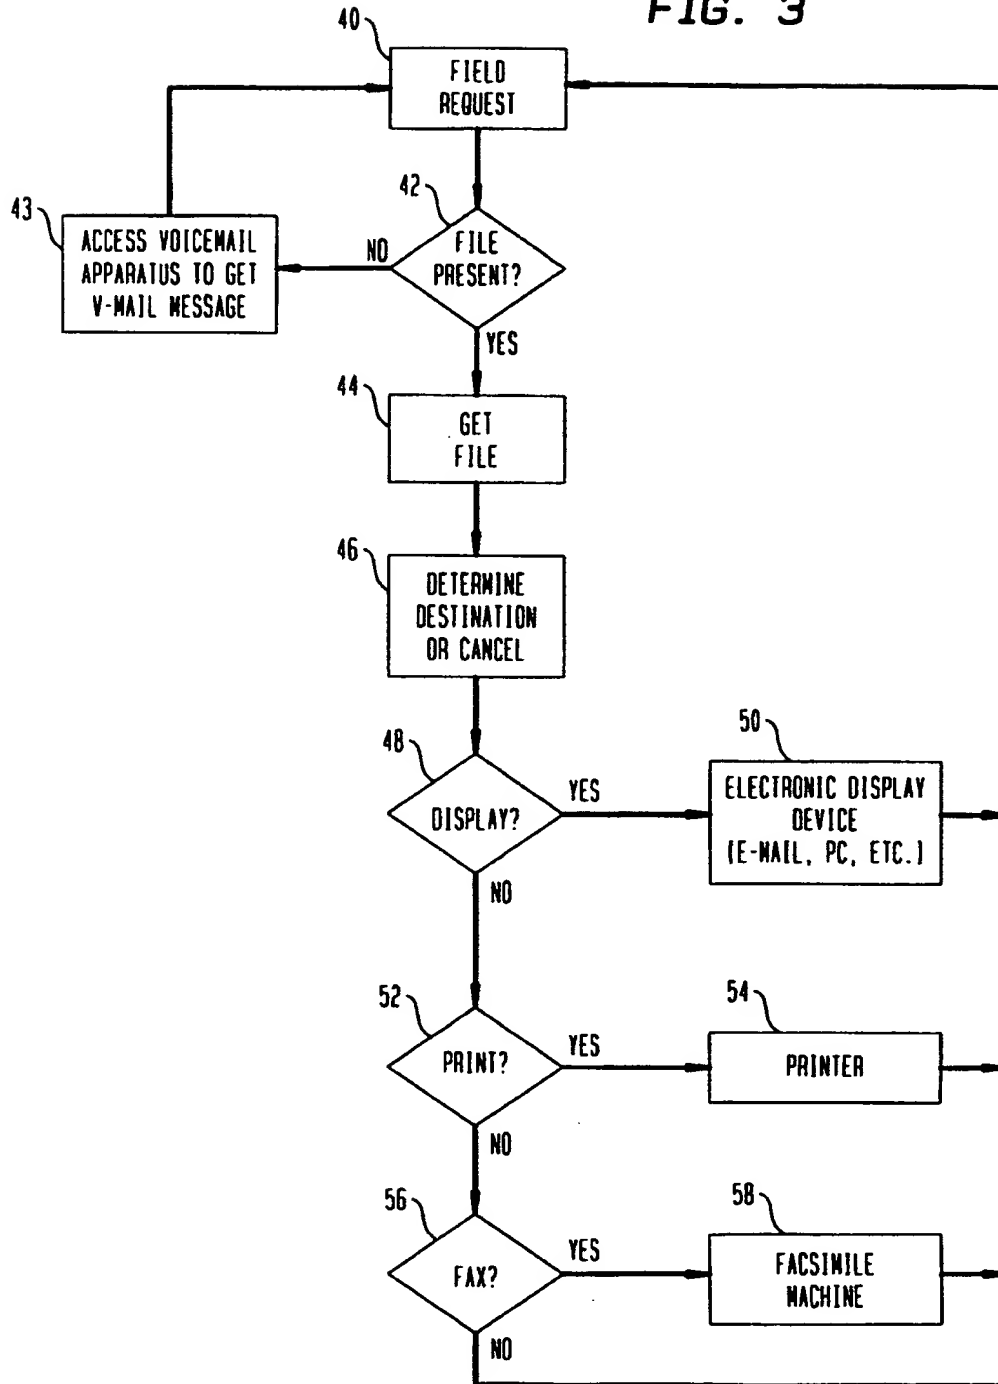 FIG. 3
40
FIELD
REQUEST
42
FILE
PRESENT?
NO
43
ACCESS VOICEMAIL
APPARATUS TO GET
V-MAIL MESSAGE
YES
44
GET
FILE
46
DETERMINE
DESTINATION
OR CANCEL
48
DISPLAY?
YES
50
ELECTRONIC DISPLAY
DEVICE
(E-MAIL, PC, ETC.)
NO
52
PRINT?
YES
54
PRINTER
NO
56
FAX?
YES
58
FACSIMILE
MACHINE
NO